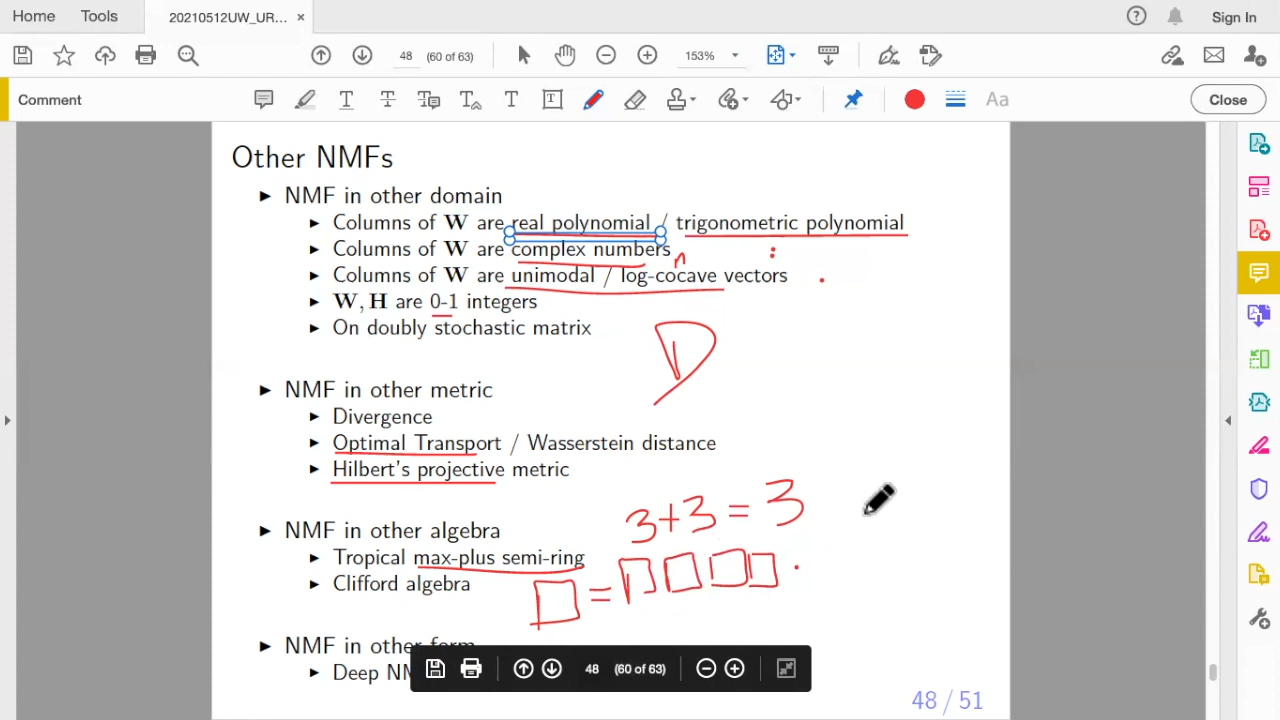 Home Tools 20210512UW_UR... × Sign In
48 (60 of 63) 153%
Comment T T T T T Aa Close
Other NMFs
► NMF in other domain
► Columns of W are real polynomial / trigonometric polynomial
► Columns of W are complex numbers
n
► Columns of W are unimodal / log-cocave vectors
► W, H are 0-1 integers
► On doubly stochastic matrix
D
► NMF in other metric
► Divergence
► Optimal Transport / Wasserstein distance
► Hilbert's projective metric
3+3=3
► NMF in other algebra
► Tropical max-plus semi-ring
► Clifford algebra
□=□□□□.
► NMF in other form
► Deep NM
48 (60 of 63)
48 / 51